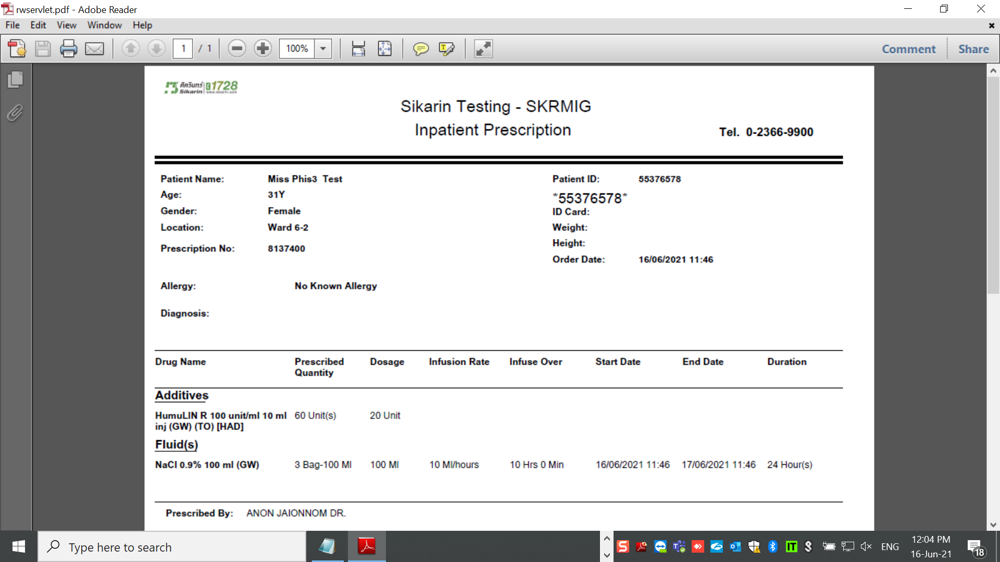 rwservlet.pdf - Adobe Reader
File Edit View Window Help
1 / 1 100% Comment Share
ศิครินทร์ 1728
Sikarin www.sikarin.com
Sikarin Testing - SKRMIG
Inpatient Prescription
Tel. 0-2366-9900
Patient Name: Miss Phis3 Test Patient ID: 55376578
Age: 31Y *55376578*
Gender: Female ID Card:
Location: Ward 6-2 Weight:
Height:
Prescription No: 8137400
Order Date: 16/06/2021 11:46
Allergy: No Known Allergy
Diagnosis:
Drug Name Prescribed Dosage Infusion Rate Infuse Over Start Date End Date Duration
Quantity
Additives
HumuLIN R 100 unit/ml 10 ml 60 Unit(s) 20 Unit
inj (GW) (TO) [HAD]
Fluid(s)
NaCl 0.9% 100 ml (GW) 3 Bag-100 Ml 100 Ml 10 Ml/hours 10 Hrs 0 Min 16/06/2021 11:46 17/06/2021 11:46 24 Hour(s)
Prescribed By: ANON JAIONNOM DR.
Type here to search
IT
ENG
12:04 PM
16-Jun-21
18